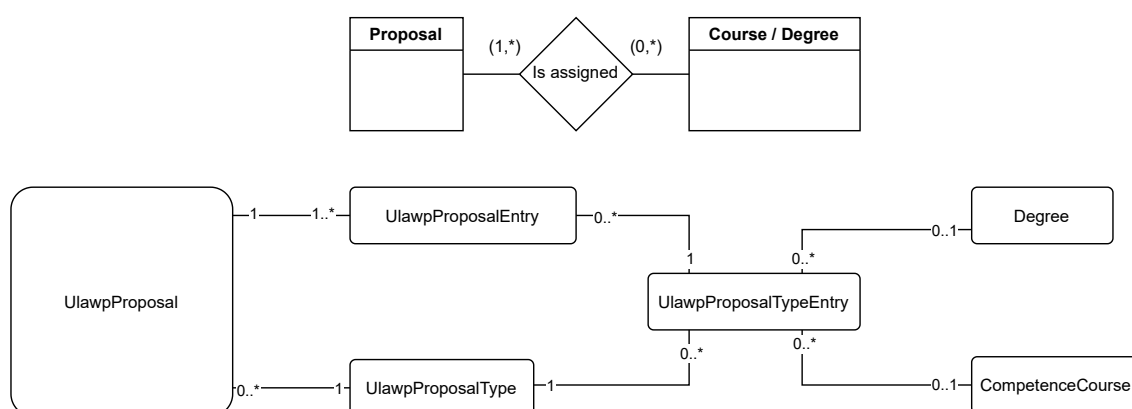 Proposal
Course / Degree
(1,*)
(0,*)
Is assigned
UlawpProposal
1
1..*
UlawpProposalEntry
0..*
1
0..*
0..1
Degree
UlawpProposalTypeEntry
0..*
1
UlawpProposalType
1
0..*
0..*
0..1
CompetenceCourse